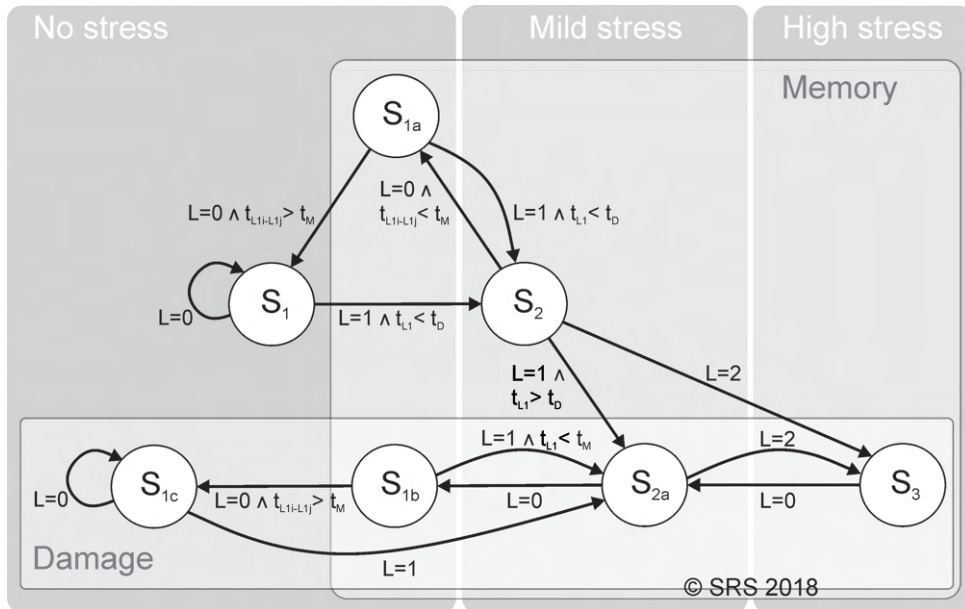 No stress
Mild stress
High stress
Memory
S1a
L=0 ∧
tL1i-L1j< tM
L=0 ∧ tL1i-L1j> tM
L=1 ∧ tL1< tD
S1
S2
L=0
L=1 ∧ tL1< tD
L=1 ∧
tL1> tD
L=2
L=1 ∧ tL1< tM
L=2
S1c
S1b
S2a
S3
L=0
L=0 ∧ tL1i-L1j> tM
L=0
L=0
Damage
L=1
© SRS 2018